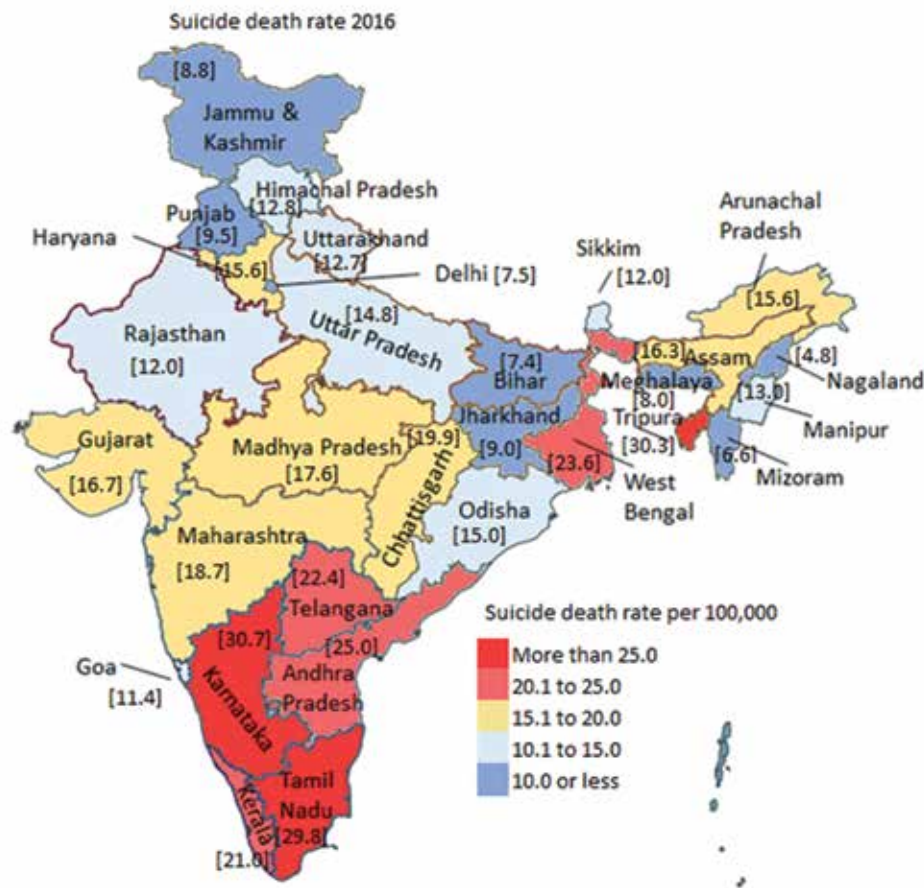 Suicide death rate 2016
[8.8]
Jammu &
Kashmir
Himachal Pradesh
[12.8]
Punjab
[9.5]
Haryana
[15.6]
Uttarakhand
[12.7]
Delhi [7.5]
Sikkim
[12.0]
Arunachal
Pradesh
[15.6]
Rajasthan
[12.0]
[14.8]
Uttar Pradesh
[7.4]
Bihar
[16.3]
Assam
[4.8]
Nagaland
Meghalaya
[8.0]
[13.0]
Manipur
Tripura
[30.3]
[6.6]
Mizoram
Jharkhand
[9.0]
[23.6]
West
Bengal
Gujarat
[16.7]
Madhya Pradesh
[17.6]
[19.9]
Chhattisgarh
Odisha
[15.0]
Maharashtra
[18.7]
[22.4]
Telangana
[25.0]
Andhra
Pradesh
[30.7]
Karnataka
Goa
[11.4]
Tamil
Nadu
[29.8]
Kerala
[21.0]
Suicide death rate per 100,000
More than 25.0
20.1 to 25.0
15.1 to 20.0
10.1 to 15.0
10.0 or less